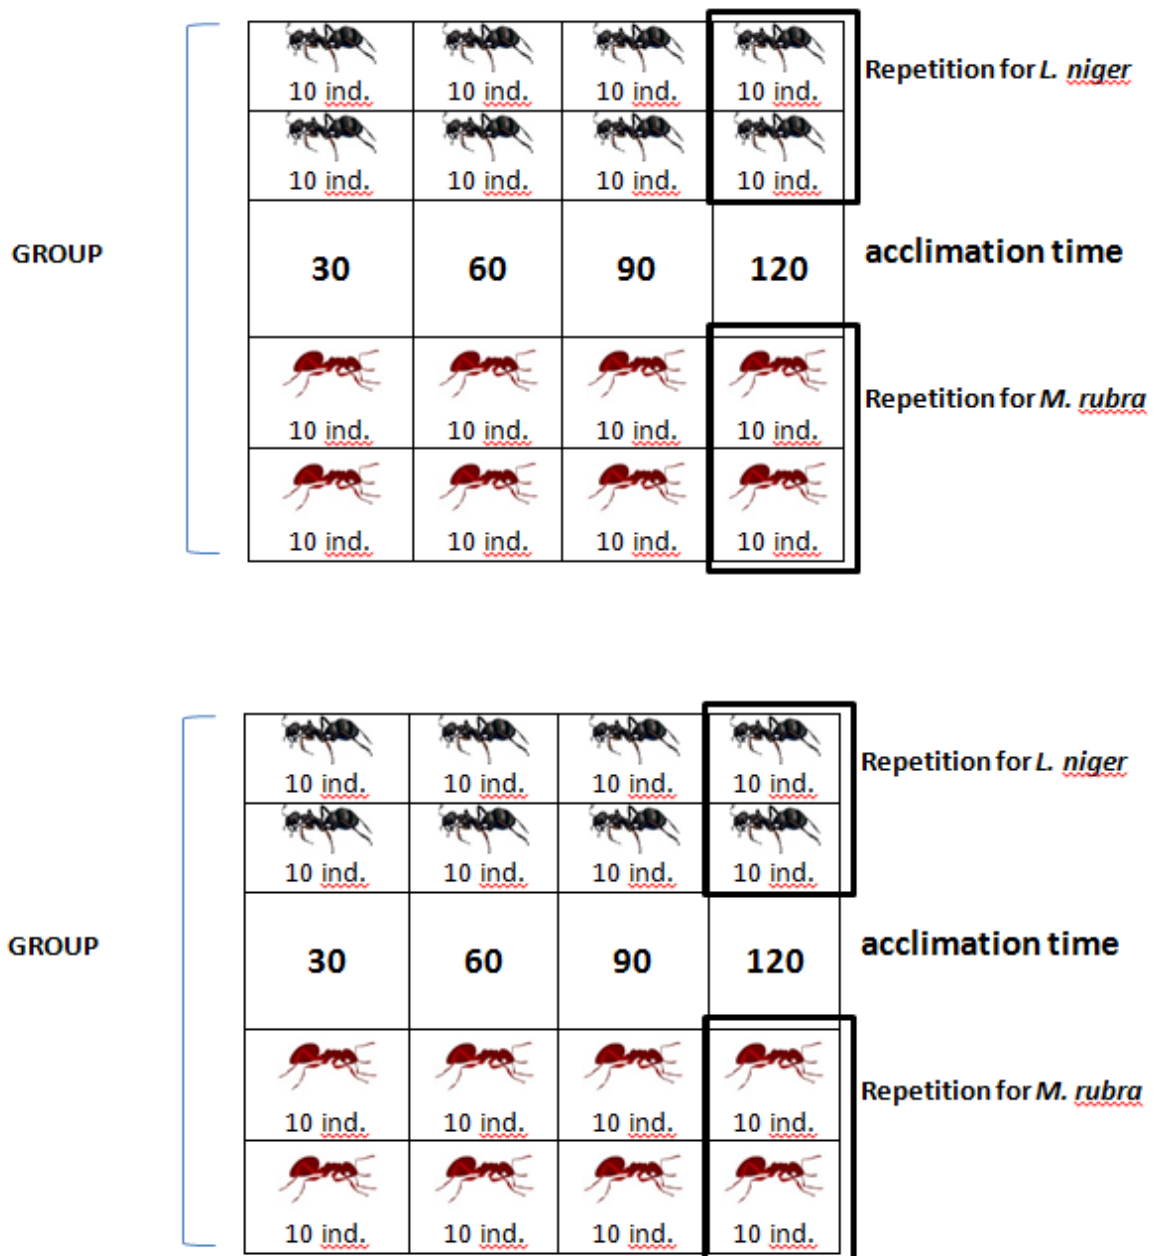 10 ind. 10 ind. 10 ind. 10 ind. Repetition for L. niger
10 ind. 10 ind. 10 ind. 10 ind.
GROUP 30 60 90 120 acclimation time
10 ind. 10 ind. 10 ind. 10 ind. Repetition for M. rubra
10 ind. 10 ind. 10 ind. 10 ind.
10 ind. 10 ind. 10 ind. 10 ind. Repetition for L. niger
10 ind. 10 ind. 10 ind. 10 ind.
GROUP 30 60 90 120 acclimation time
10 ind. 10 ind. 10 ind. 10 ind. Repetition for M. rubra
10 ind. 10 ind. 10 ind. 10 ind.